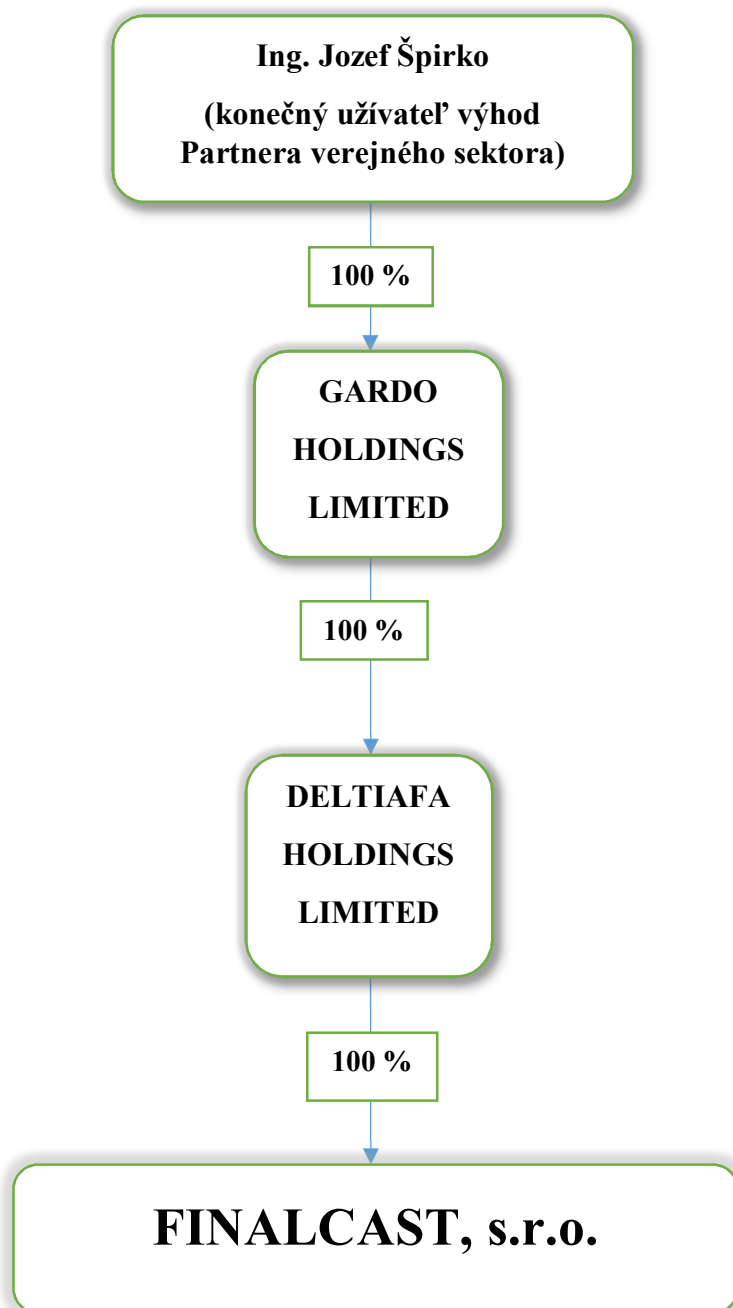 Ing. Jozef Špirko
(konečný užívateľ výhod
Partnera verejného sektora)
100 %
GARDO
HOLDINGS
LIMITED
100 %
DELTIAFA
HOLDINGS
LIMITED
100 %
FINALCAST, s.r.o.